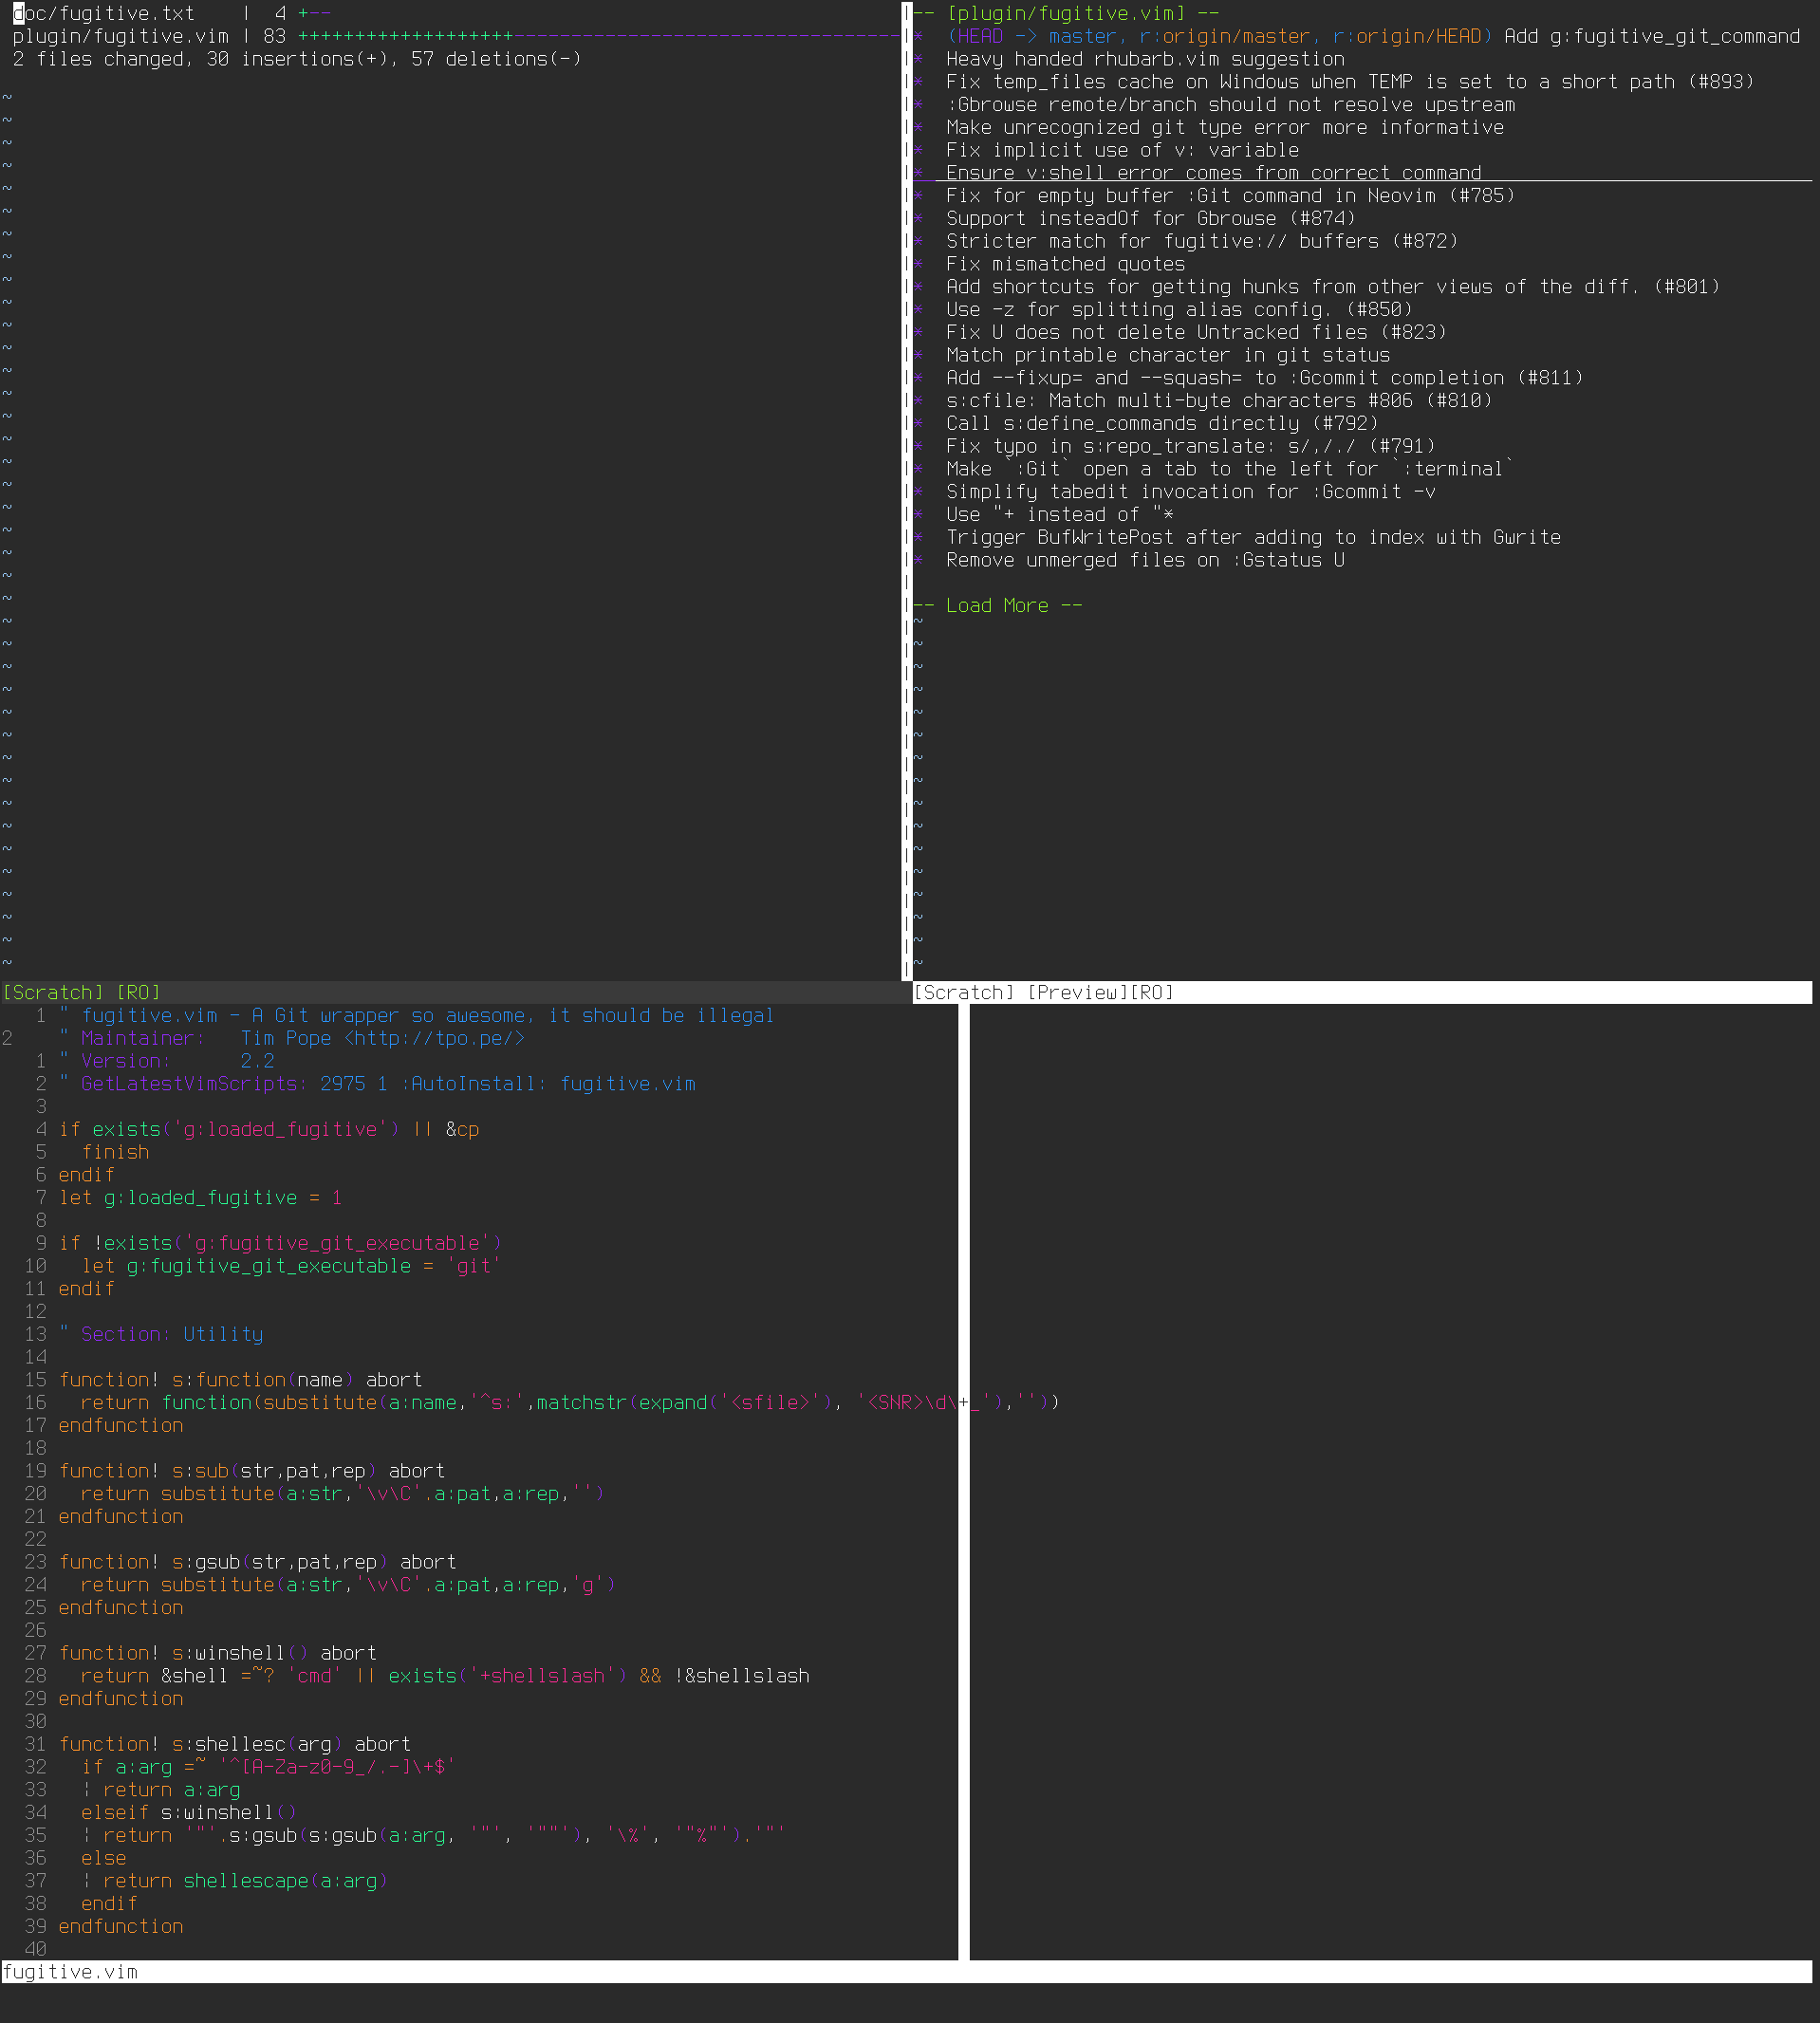 doc/fugitive.txt    |  4 +--
plugin/fugitive.vim | 83 +++++++++++++++++++----------------------------------
2 files changed, 30 insertions(+), 57 deletions(-)
[Scratch] [RO]
-- [plugin/fugitive.vim] --
*  (HEAD -> master, r:origin/master, r:origin/HEAD) Add g:fugitive_git_command
*  Heavy handed rhubarb.vim suggestion
*  Fix temp_files cache on Windows when TEMP is set to a short path (#893)
*  :Gbrowse remote/branch should not resolve upstream
*  Make unrecognized git type error more informative
*  Fix implicit use of v: variable
*  Ensure v:shell_error comes from correct command
*  Fix for empty buffer :Git command in Neovim (#785)
*  Support insteadOf for Gbrowse (#874)
*  Stricter match for fugitive:// buffers (#872)
*  Fix mismatched quotes
*  Add shortcuts for getting hunks from other views of the diff. (#801)
*  Use -z for splitting alias config. (#850)
*  Fix U does not delete Untracked files (#823)
*  Match printable character in git status
*  Add --fixup= and --squash= to :Gcommit completion (#811)
*  s:cfile: Match multi-byte characters #806 (#810)
*  Call s:define_commands directly (#792)
*  Fix typo in s:repo_translate: s/,/./ (#791)
*  Make `:Git` open a tab to the left for `:terminal`
*  Simplify tabedit invocation for :Gcommit -v
*  Use "+ instead of "*
*  Trigger BufWritePost after adding to index with Gwrite
*  Remove unmerged files on :Gstatus U
-- Load More --
[Scratch] [Preview][RO]
   1 " fugitive.vim - A Git wrapper so awesome, it should be illegal
2    " Maintainer:   Tim Pope <http://tpo.pe/>
   1 " Version:      2.2
   2 " GetLatestVimScripts: 2975 1 :AutoInstall: fugitive.vim
   3
   4 if exists('g:loaded_fugitive') || &cp
   5   finish
   6 endif
   7 let g:loaded_fugitive = 1
   8
   9 if !exists('g:fugitive_git_executable')
  10   let g:fugitive_git_executable = 'git'
  11 endif
  12
  13 " Section: Utility
  14
  15 function! s:function(name) abort
  16   return function(substitute(a:name,'^s:',matchstr(expand('<sfile>'), '<SNR>\d\+_'),''))
  17 endfunction
  18
  19 function! s:sub(str,pat,rep) abort
  20   return substitute(a:str,'\v\C'.a:pat,a:rep,'')
  21 endfunction
  22
  23 function! s:gsub(str,pat,rep) abort
  24   return substitute(a:str,'\v\C'.a:pat,a:rep,'g')
  25 endfunction
  26
  27 function! s:winshell() abort
  28   return &shell =~? 'cmd' || exists('+shellslash') && !&shellslash
  29 endfunction
  30
  31 function! s:shellesc(arg) abort
  32   if a:arg =~ '^[A-Za-z0-9_/.-]\+$'
  33   ¦ return a:arg
  34   elseif s:winshell()
  35   ¦ return '"'.s:gsub(s:gsub(a:arg, '"', '""'), '\%', '"%"').'"'
  36   else
  37   ¦ return shellescape(a:arg)
  38   endif
  39 endfunction
  40
fugitive.vim